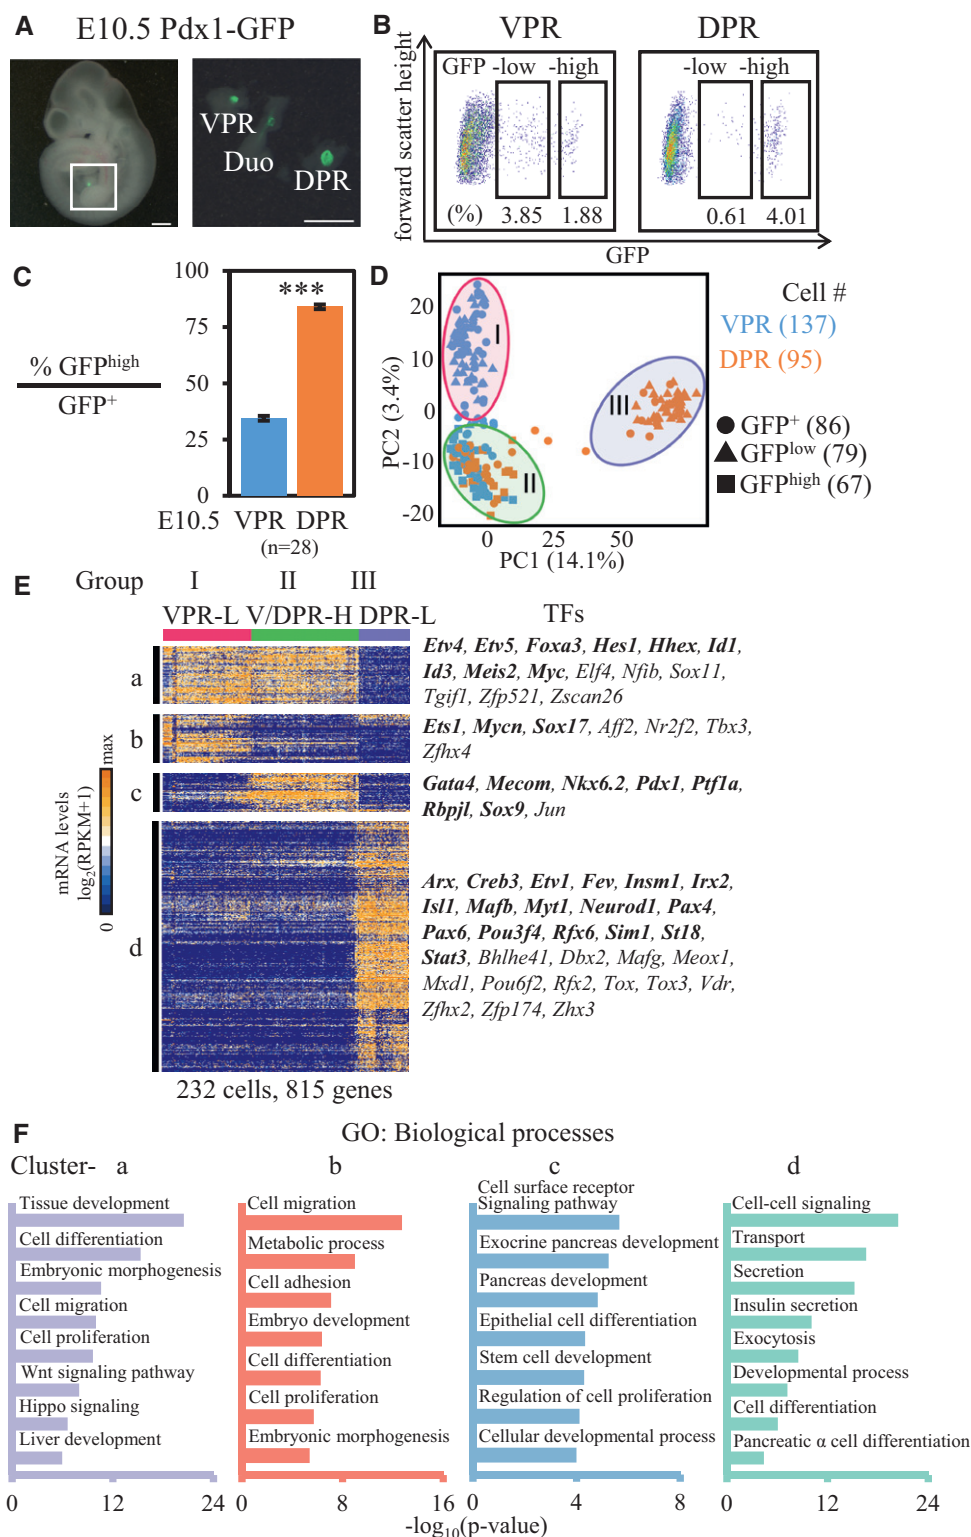 A E10.5 Pdx1-GFP
VPR
Duo
DPR
B VPR DPR
forward scatter height
GFP -low -high
-low -high
(%) 3.85 1.88
0.61 4.01
GFP
C
% GFP^high
GFP^+
100
75
50
25
0
***
E10.5 VPR DPR
(n=28)
D
PC2 (3.4%)
20
10
0
-10
-20
I
II
III
0 25 50
PC1 (14.1%)
Cell #
VPR (137)
DPR (95)
GFP^+ (86)
GFP^low (79)
GFP^high (67)
E
Group I II III
VPR-L V/DPR-H DPR-L TFs
a
Etv4, Etv5, Foxa3, Hes1, Hhex, Id1,
Id3, Meis2, Myc, Elf4, Nfib, Sox11,
Tgif1, Zfp521, Zscan26
b
Ets1, Mycn, Sox17, Aff2, Nr2f2, Tbx3,
Zfhx4
c
Gata4, Mecom, Nkx6.2, Pdx1, Ptf1a,
Rbpjl, Sox9, Jun
d
Arx, Creb3, Etv1, Fev, Insm1, Irx2,
Isl1, Mafb, Myt1, Neurod1, Pax4,
Pax6, Pou3f4, Rfx6, Sim1, St18,
Stat3, Bhlhe41, Dbx2, Mafg, Meox1,
Mxd1, Pou6f2, Rfx2, Tox, Tox3, Vdr,
Zfhx2, Zfp174, Zhx3
mRNA levels
log2(RPKM+1)
0 max
232 cells, 815 genes
F GO: Biological processes
Cluster- a b c d
Tissue development
Cell differentiation
Embryonic morphogenesis
Cell migration
Cell proliferation
Wnt signaling pathway
Hippo signaling
Liver development
0 12 24
Cell migration
Metabolic process
Cell adhesion
Embryo development
Cell differentiation
Cell proliferation
Embryonic morphogenesis
0 8 16
Cell surface receptor
Signaling pathway
Exocrine pancreas development
Pancreas development
Epithelial cell differentiation
Stem cell development
Regulation of cell proliferation
Cellular developmental process
0 4 8
Cell-cell signaling
Transport
Secretion
Insulin secretion
Exocytosis
Developmental process
Cell differentiation
Pancreatic α cell differentiation
0 12 24
-log10(p-value)